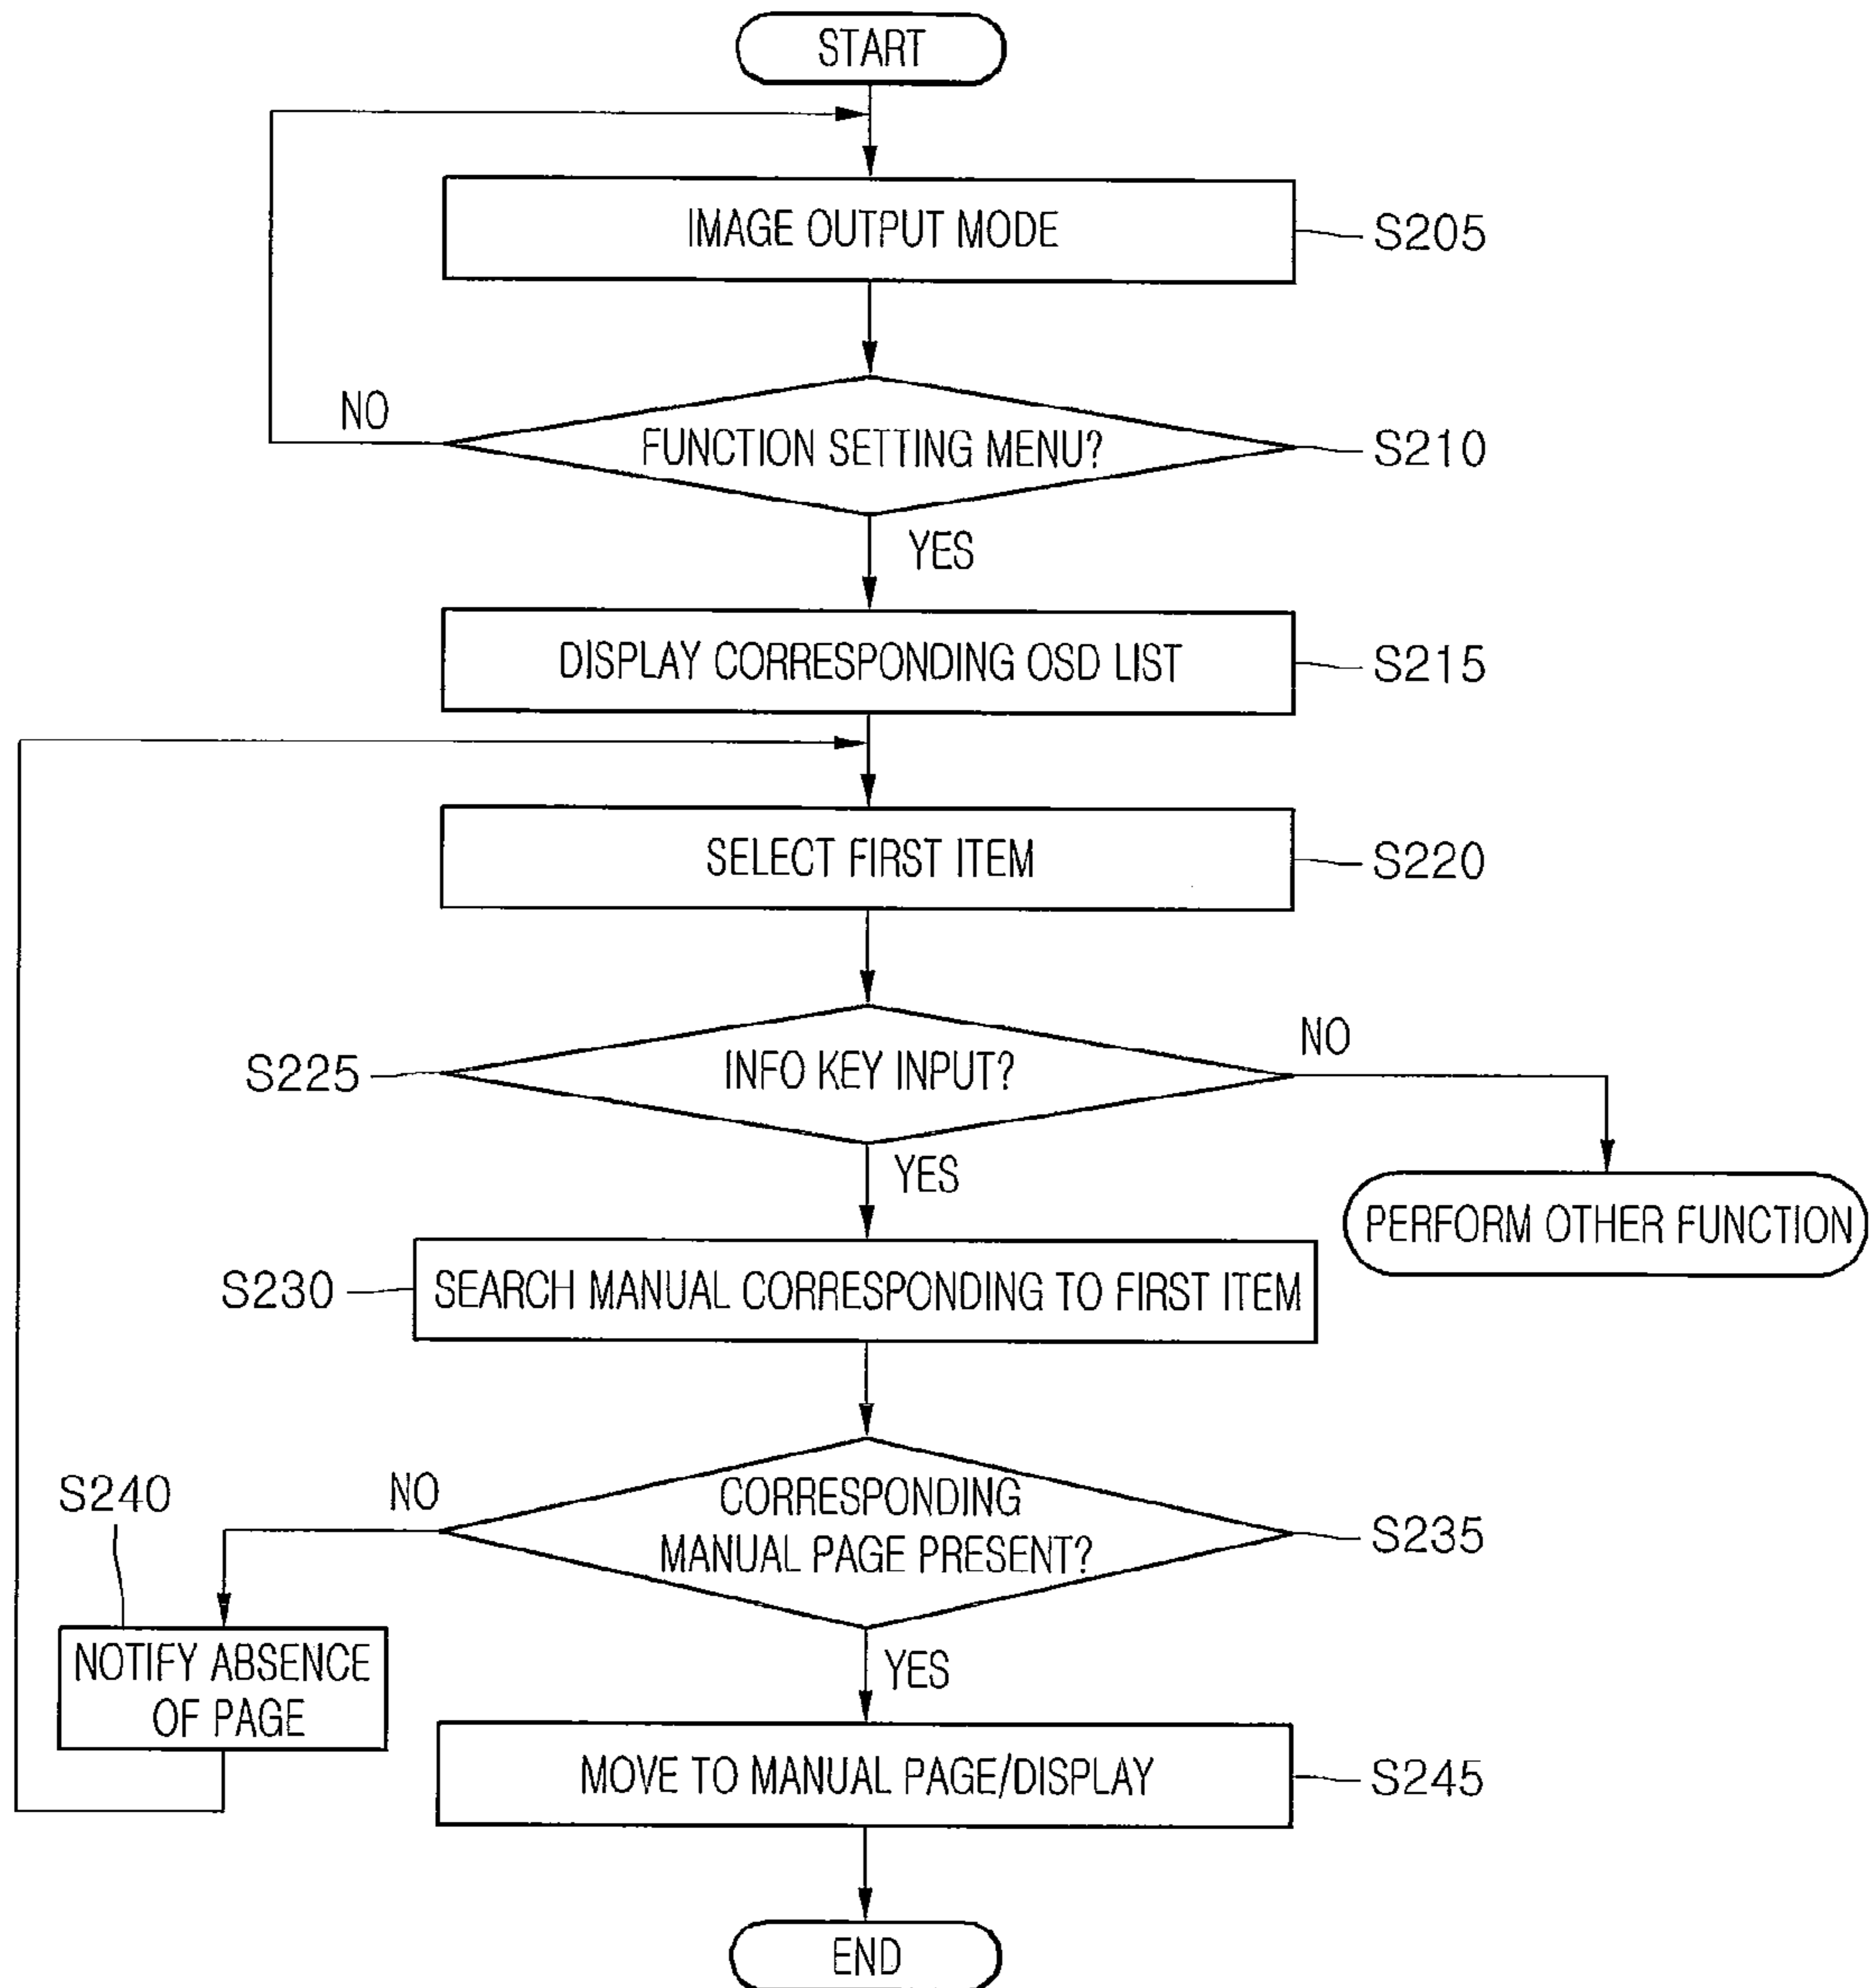 START
IMAGE OUTPUT MODE
S205
NO
FUNCTION SETTING MENU?
S210
YES
DISPLAY CORRESPONDING OSD LIST
S215
SELECT FIRST ITEM
S220
NO
S225
INFO KEY INPUT?
YES
PERFORM OTHER FUNCTION
S230
SEARCH MANUAL CORRESPONDING TO FIRST ITEM
S240
NO
CORRESPONDING
MANUAL PAGE PRESENT?
S235
NOTIFY ABSENCE
OF PAGE
YES
MOVE TO MANUAL PAGE/DISPLAY
S245
END